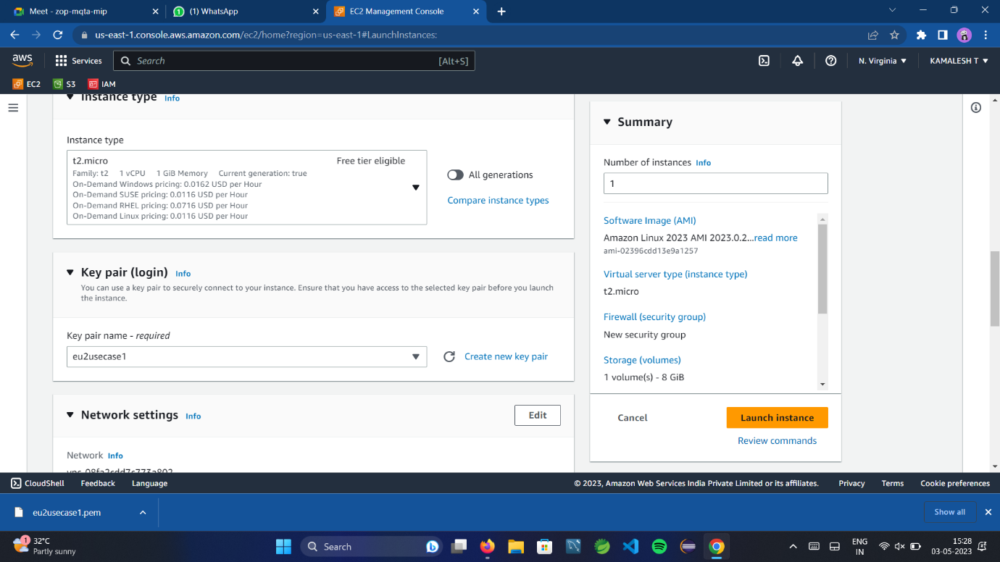 Meet - zop-mqta-mip
(1) WhatsApp
EC2 Management Console
us-east-1.console.aws.amazon.com/ec2/home?region=us-east-1#LaunchInstances:
aws
Services
Search
[Alt+S]
N. Virginia
KAMALESH T
EC2
S3
IAM
Instance type Info
Instance type
t2.micro
Free tier eligible
Family: t2 1 vCPU 1 GiB Memory Current generation: true
On-Demand Windows pricing: 0.0162 USD per Hour
On-Demand SUSE pricing: 0.0116 USD per Hour
On-Demand RHEL pricing: 0.0716 USD per Hour
On-Demand Linux pricing: 0.0116 USD per Hour
All generations
Compare instance types
Key pair (login) Info
You can use a key pair to securely connect to your instance. Ensure that you have access to the selected key pair before you launch
the instance.
Key pair name - required
eu2usecase1
Create new key pair
Network settings Info
Edit
Network Info
vpc-08fa2cdd7c773a802
Summary
Number of instances Info
1
Software Image (AMI)
Amazon Linux 2023 AMI 2023.0.2...read more
ami-02396cdd13e9a1257
Virtual server type (instance type)
t2.micro
Firewall (security group)
New security group
Storage (volumes)
1 volume(s) - 8 GiB
Cancel
Launch instance
Review commands
CloudShell
Feedback
Language
© 2023, Amazon Web Services India Private Limited or its affiliates.
Privacy
Terms
Cookie preferences
eu2usecase1.pem
Show all
1
32°C
Partly sunny
Search
ENG
IN
15:28
03-05-2023